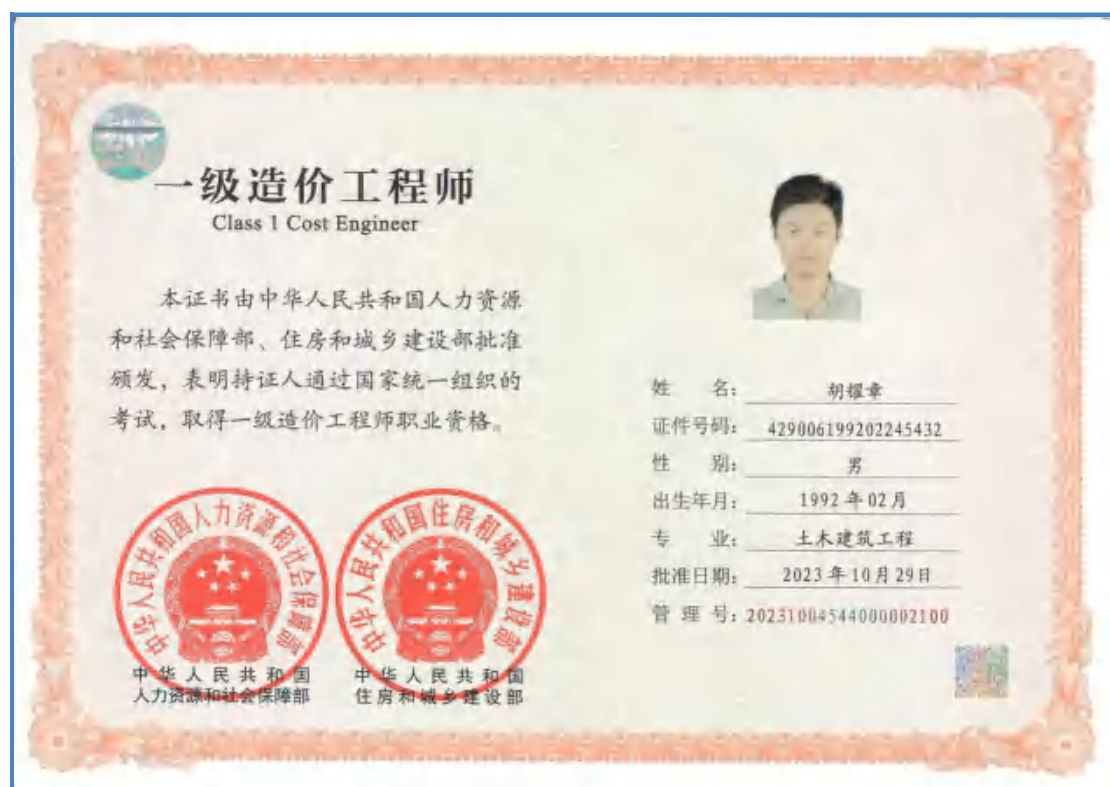 一级造价工程师
Class 1 Cost Engineer
本证书由中华人民共和国人力资源
和社会保障部、住房和城乡建设部批准
颁发，表明持证人通过国家统一组织的
考试，取得一级造价工程师职业资格。
中华人民共和国人力资源和社会保障部
中华人民共和国住房和城乡建设部
中华人民共和国
人力资源和社会保障部
中华人民共和国
住房和城乡建设部
姓 名： 胡耀章
证件号码： 429006199202245432
性 别： 男
出生年月： 1992年02月
专 业： 土木建筑工程
批准日期： 2023年10月29日
管 理 号：20231004544000002100